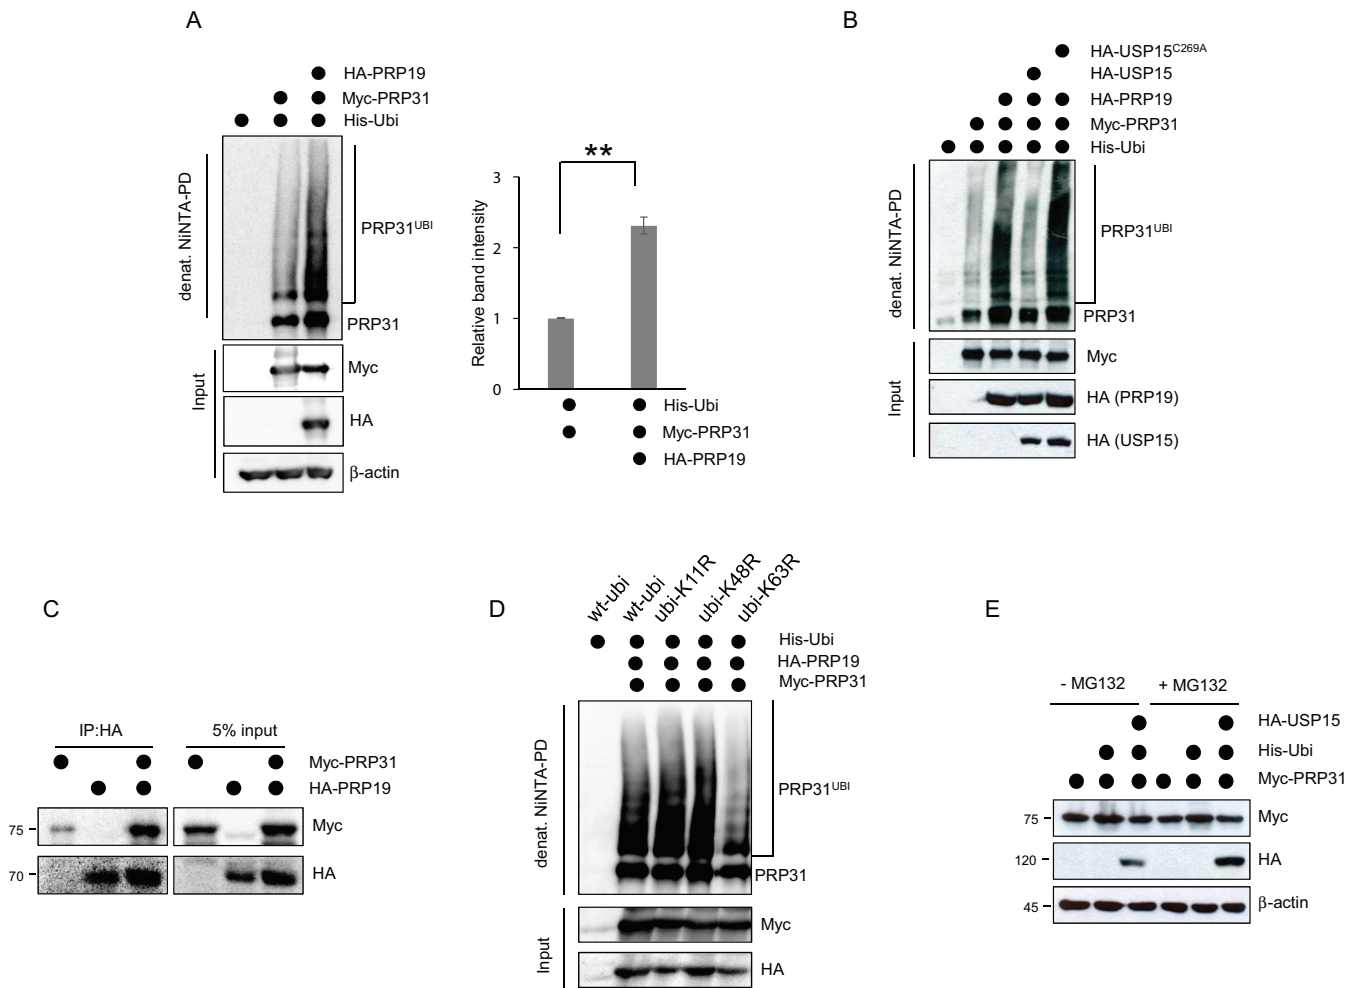 A
HA-PRP19
Myc-PRP31
His-Ubi
denat. NiNTA-PD
PRP31UBI
PRP31
Input
Myc
HA
β-actin
**
Relative band intensity
3
2
1
0
His-Ubi
Myc-PRP31
HA-PRP19
B
HA-USP15C269A
HA-USP15
HA-PRP19
Myc-PRP31
His-Ubi
denat. NiNTA-PD
PRP31UBI
PRP31
Input
Myc
HA (PRP19)
HA (USP15)
C
IP:HA
5% input
Myc-PRP31
HA-PRP19
75
Myc
70
HA
D
wt-ubi
wt-ubi
ubi-K11R
ubi-K48R
ubi-K63R
His-Ubi
HA-PRP19
Myc-PRP31
denat. NiNTA-PD
PRP31UBI
PRP31
Input
Myc
HA
E
- MG132
+ MG132
HA-USP15
His-Ubi
Myc-PRP31
75
Myc
120
HA
45
β-actin